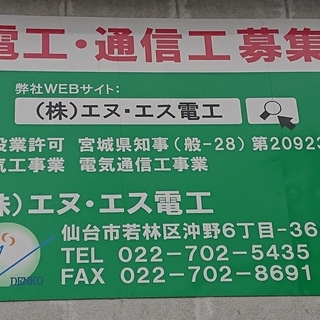 電工・通信工募集
弊社WEBサイト:
(株)エヌ・エス電工
設業許可 宮城県知事(般-28)第20923
気工事業 電気通信工事業
株)エヌ・エス電工
仙台市若林区沖野6丁目-36
TEL 022-702-5435
FAX 022-702-8691
DENKO